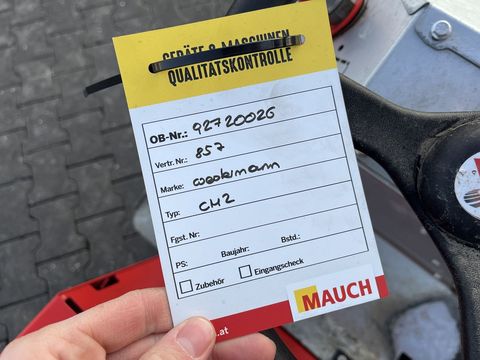 GERÄTE & MASCHINEN
QUALITÄTSKONTROLLE
OB-Nr.: 92720026
Vertr. Nr.: 857
Marke: Westermann
Typ: CM2
Fgst. Nr:
PS: Baujahr: Bstd.:
Zubehör Eingangscheck
MAUCH
.at